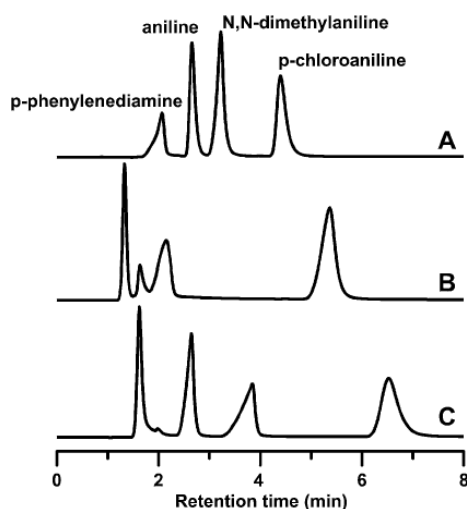 aniline
N,N-dimethylaniline
p-chloroaniline
p-phenylenediamine
A
B
C
0 2 4 6 8
Retention time (min)